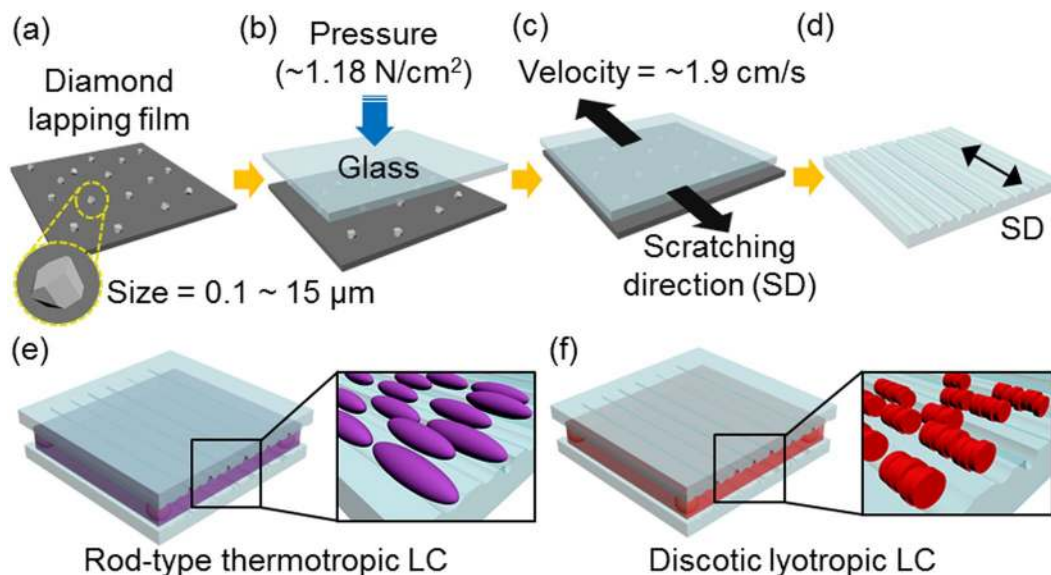 (a)
Diamond
lapping film
Size = 0.1 ~ 15 μm
(b)
Pressure
(~1.18 N/cm²)
Glass
(c)
Velocity = ~1.9 cm/s
Scratching
direction (SD)
(d)
SD
(e)
Rod-type thermotropic LC
(f)
Discotic lyotropic LC